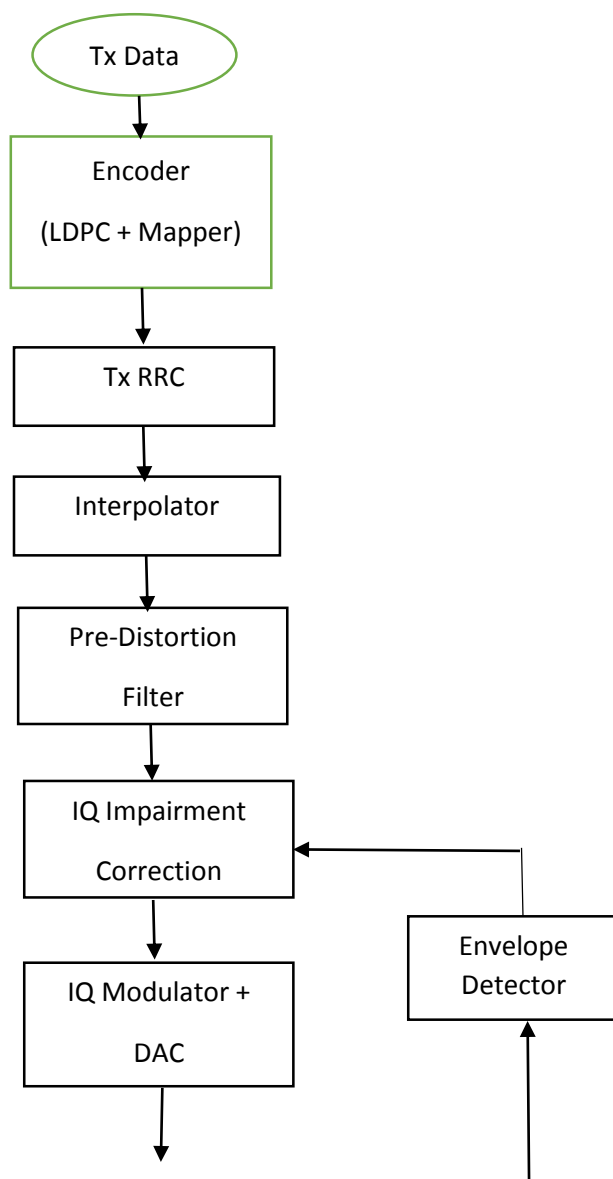 Tx Data
Encoder
(LDPC + Mapper)
Tx RRC
Interpolator
Pre-Distortion
Filter
IQ Impairment
Correction
Envelope
Detector
IQ Modulator +
DAC